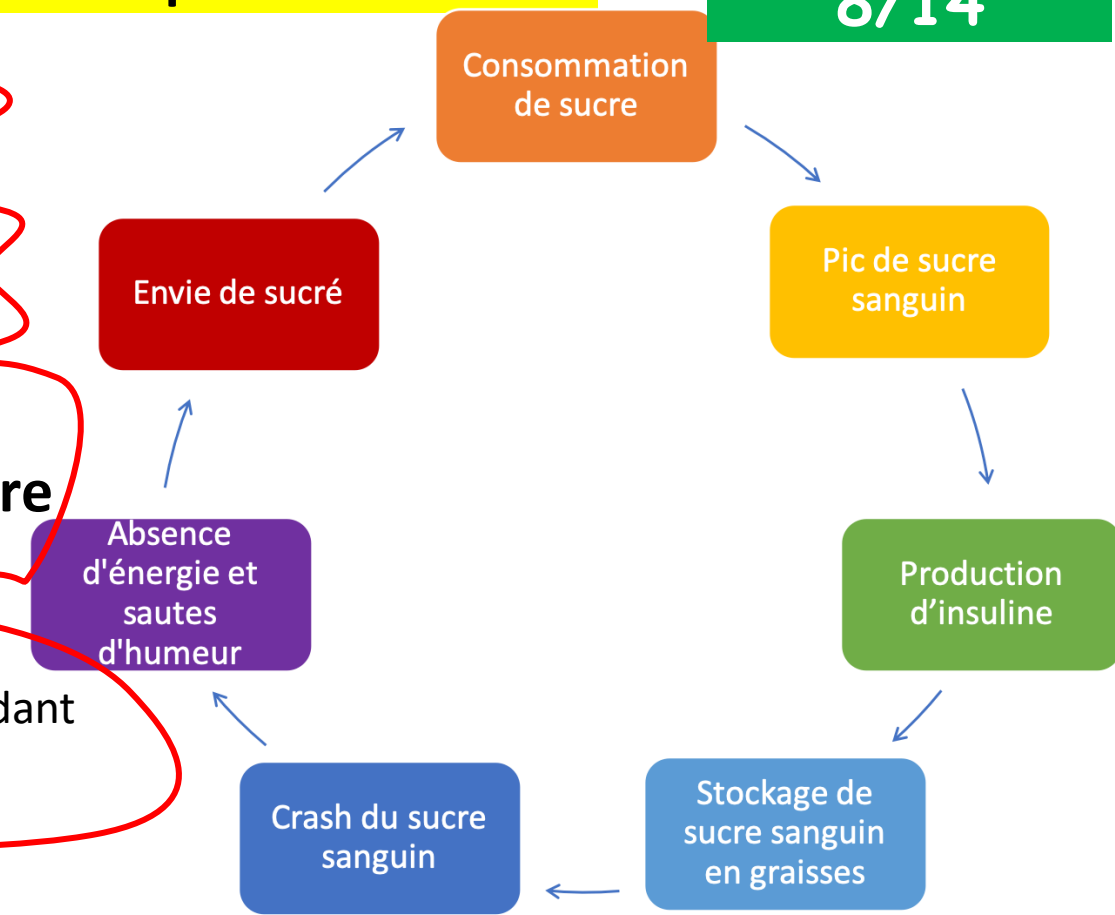 8/14
Consommation
de sucre
Pic de sucre
sanguin
Production
d’insuline
Stockage de
sucre sanguin
en graisses
Crash du sucre
sanguin
Absence
d'énergie et
sautes
d'humeur
Envie de sucré
re
dant